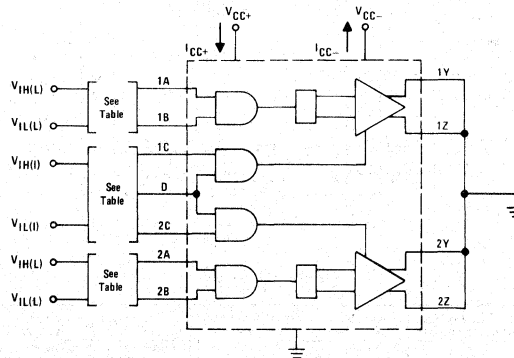 VCC+ VCC−
ICC+ ICC−
VIH(L) 1A 1Y
See
Table
VIL(L) 1B 1Z
VIH(I) 1C
See
Table
D
VIL(I) 2C
VIH(L) 2A 2Y
See
Table
VIL(L) 2B 2Z